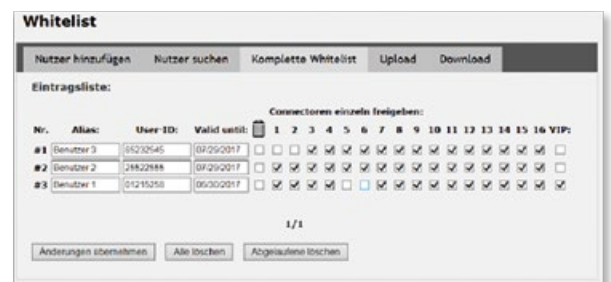 Whitelist
Nutzer hinzufügen Nutzer suchen Komplette Whitelist Upload Download
Eintragsliste:
Connectoren einzeln freigeben:
Nr. Alias: User-ID: Valid until: 1 2 3 4 5 6 7 8 9 10 11 12 13 14 15 16 VIP:
#1 Benutzer 3 07/29/2017
#2 Benutzer 2 07/29/2017
#3 Benutzer 1 01215258 06/30/2017
1/1
Änderungen übernehmen Alle löschen Abgelaufene löschen